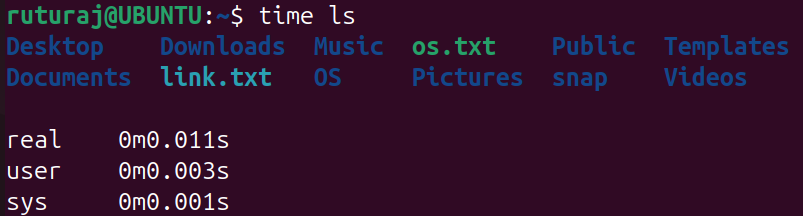 ruturaj@UBUNTU:~$ time ls
Desktop    Downloads  Music  os.txt    Public  Templates
Documents  link.txt   OS     Pictures  snap    Videos
real    0m0.011s
user    0m0.003s
sys     0m0.001s